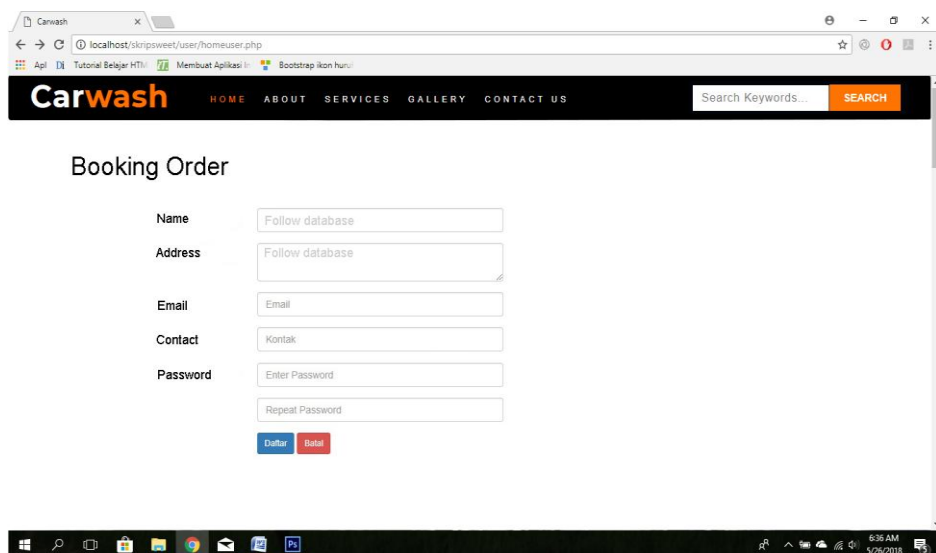 Carwash
localhost/skripsweet/user/homeuser.php
Apl Tutorial Belajar HTM Membuat Aplikasi In Bootstrap ikon huru
Carwash HOME ABOUT SERVICES GALLERY CONTACT US Search Keywords... SEARCH
Booking Order
Name Follow database
Address Follow database
Email Email
Contact Kontak
Password Enter Password
Repeat Password
Daftar Batal
6:36 AM
5/26/2018